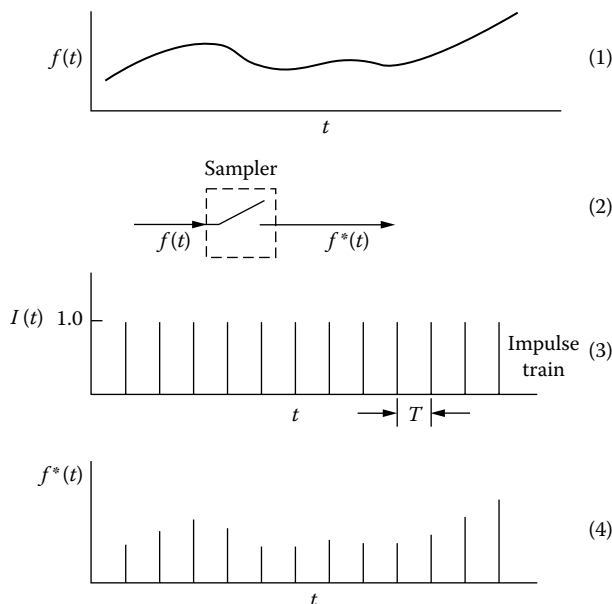 f(t)
(1)
t
Sampler
(2)
f(t)
f*(t)
I(t)
1.0
Impulse
train
(3)
t
T
f*(t)
(4)
t